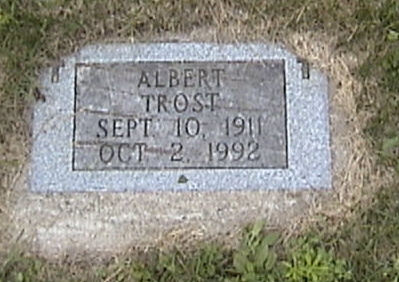 ALBERT
TROST
SEPT. 10, 1911
OCT 2, 1992